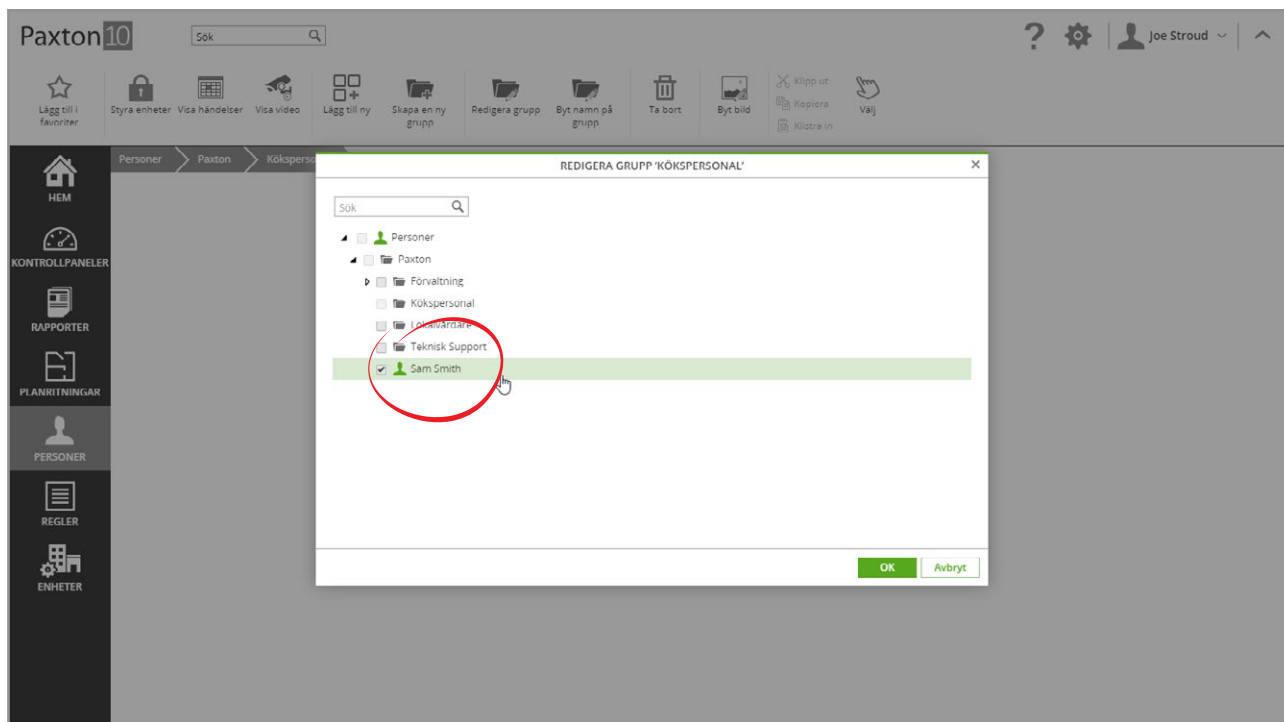 Paxton10
Sök
Joe Stroud
Lägg till i
favoriter
Styra enheter
Visa händelser
Visa video
Lägg till ny
Skapa en ny
grupp
Redigera grupp
Byt namn på
grupp
Ta bort
Byt bild
Klipp ut
Kopiera
Klistra in
Välj
Personer
Paxton
Köksperso
HEM
KONTROLLPANELER
RAPPORTER
PLANRITNINGAR
PERSONER
REGLER
ENHETER
REDIGERA GRUPP 'KÖKSPERSONAL'
Sök
Personer
Paxton
Förvaltning
Kökspersonal
Lokalvårdare
Teknisk Support
Sam Smith
OK
Avbryt